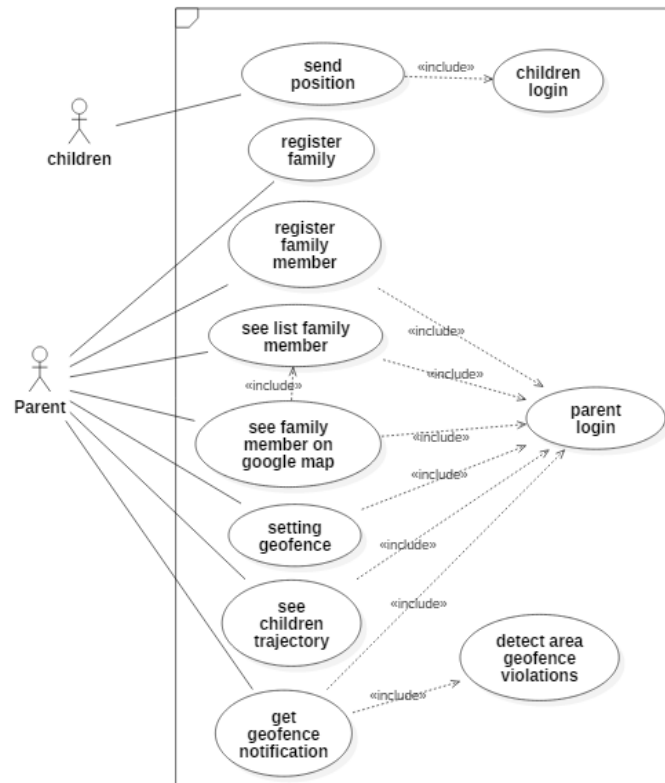 send
position
«include»
children
login
children
register
family
register
family
member
«include»
see list family
member
«include»
«include»
Parent
see family
member on
google map
«include»
parent
login
setting
geofence
«include»
«include»
see
children
trajectory
«include»
detect area
geofence
violations
get
geofence
notification
«include»